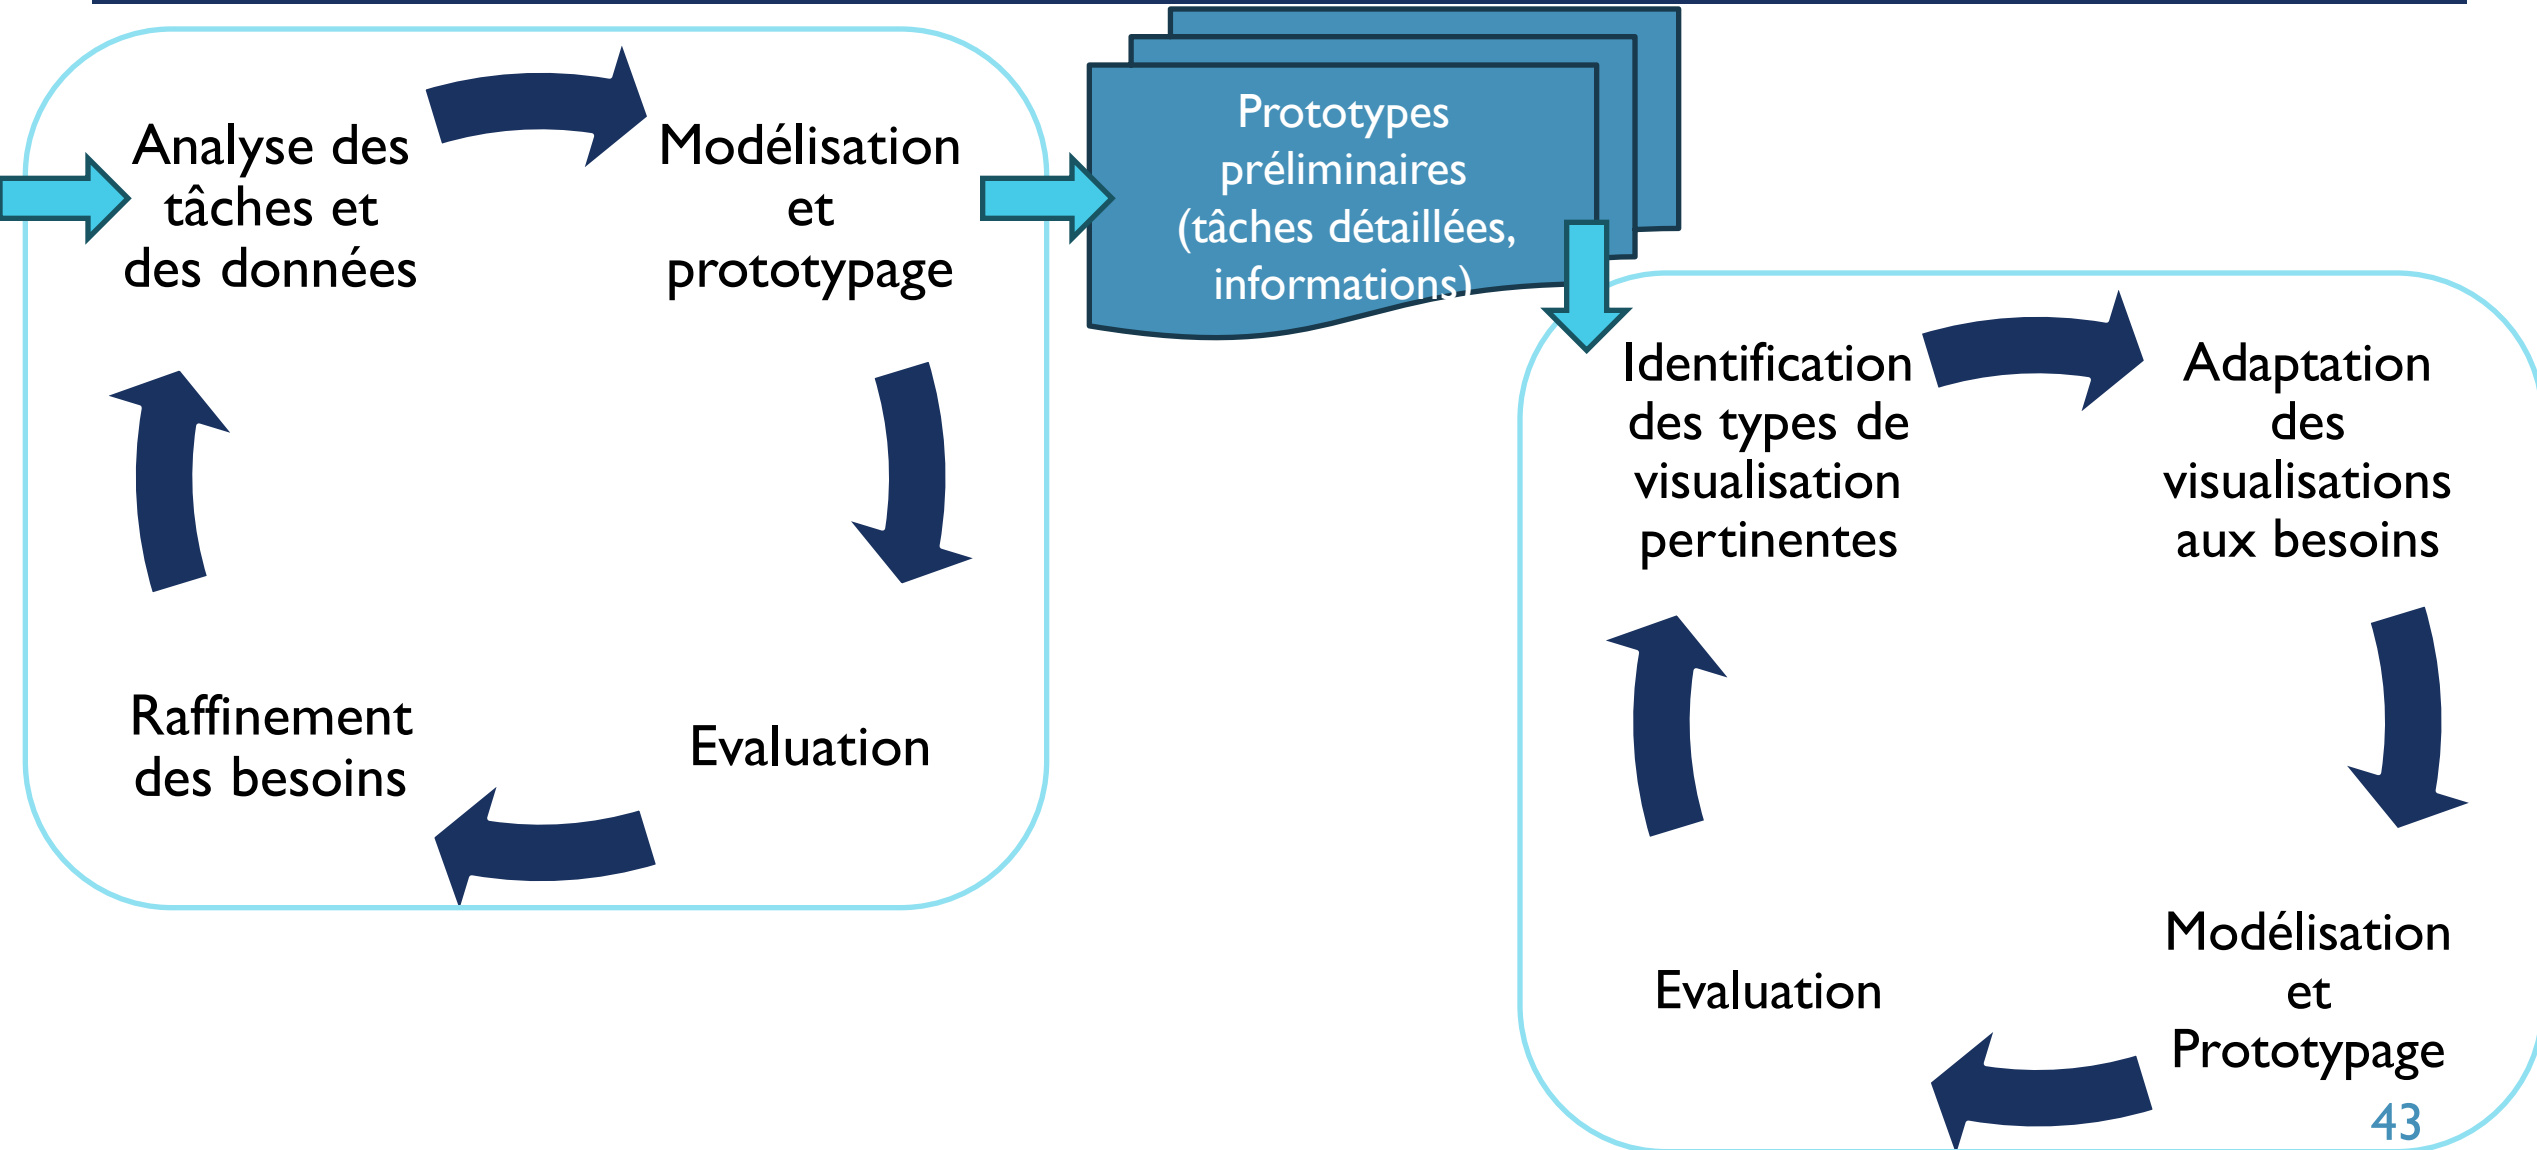 Analyse des
tâches et
des données
Modélisation
et
prototypage
Evaluation
Raffinement
des besoins
Prototypes
préliminaires
(tâches détaillées,
informations)
Identification
des types de
visualisation
pertinentes
Adaptation
des
visualisations
aux besoins
Modélisation
et
Prototypage
Evaluation
43